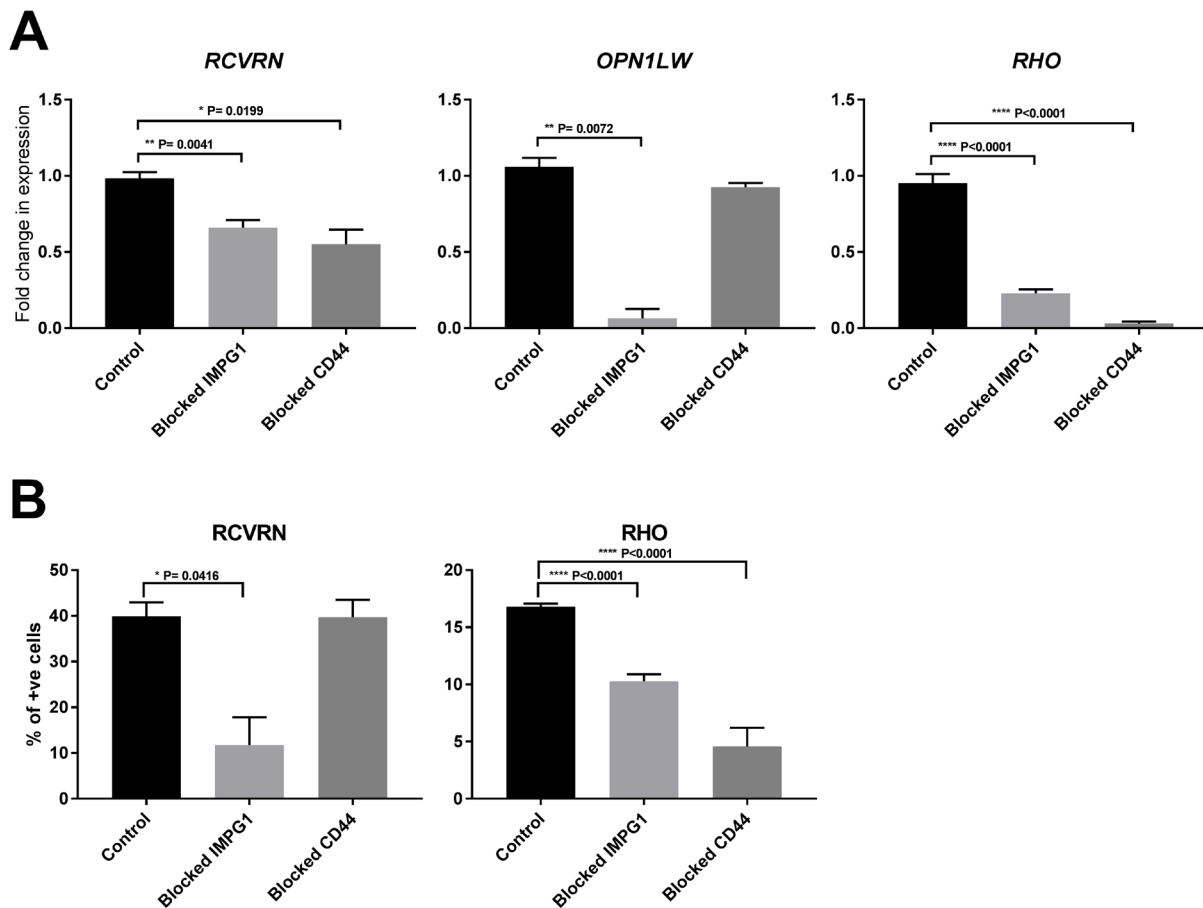 A
RCVRN
OPN1LW
RHO
Fold change in expression
1.5
1.0
0.5
0.0
* P= 0.0199
** P= 0.0041
Control
Blocked IMPG1
Blocked CD44
1.5
1.0
0.5
0.0
** P= 0.0072
Control
Blocked IMPG1
Blocked CD44
1.5
1.0
0.5
0.0
**** P<0.0001
**** P<0.0001
Control
Blocked IMPG1
Blocked CD44
B
RCVRN
RHO
% of +ve cells
50
40
30
20
10
0
* P= 0.0416
Control
Blocked IMPG1
Blocked CD44
20
15
10
5
0
**** P<0.0001
**** P<0.0001
Control
Blocked IMPG1
Blocked CD44